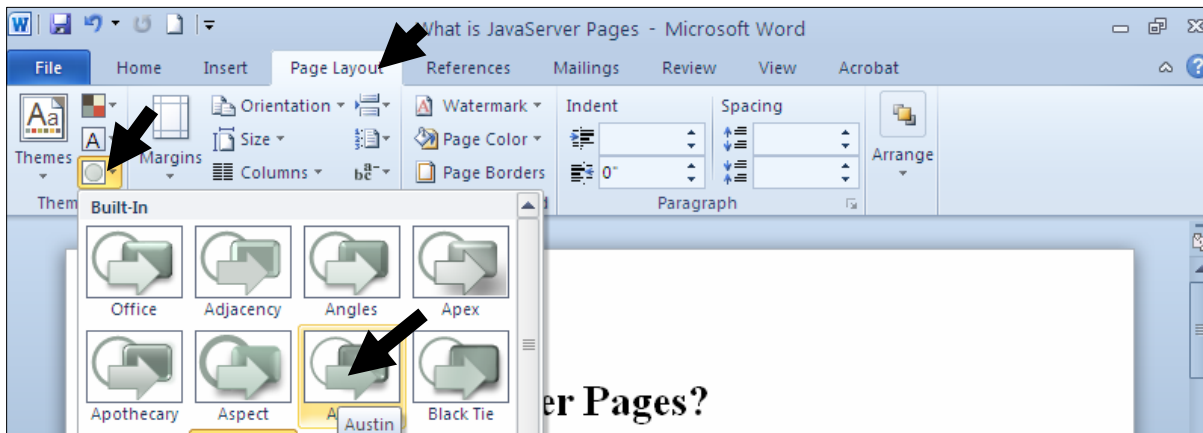 What is JavaServer Pages - Microsoft Word
File Home Insert Page Layout References Mailings Review View Acrobat
Aa Orientation Watermark Indent Spacing
A Size Page Color
Themes Margins Columns Page Borders 0" Arrange
Them Paragraph
Built-In
Office Adjacency Angles Apex
Apothecary Aspect A Black Tie
Austin
er Pages?